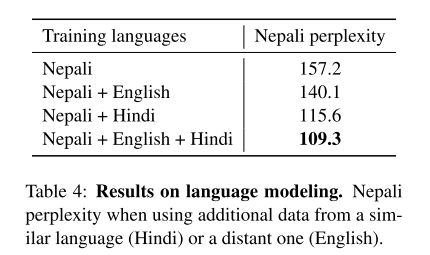 Training languages Nepali perplexity
Nepali 157.2
Nepali + English 140.1
Nepali + Hindi 115.6
Nepali + English + Hindi 109.3
Table 4: Results on language modeling. Nepali
perplexity when using additional data from a sim-
ilar language (Hindi) or a distant one (English).